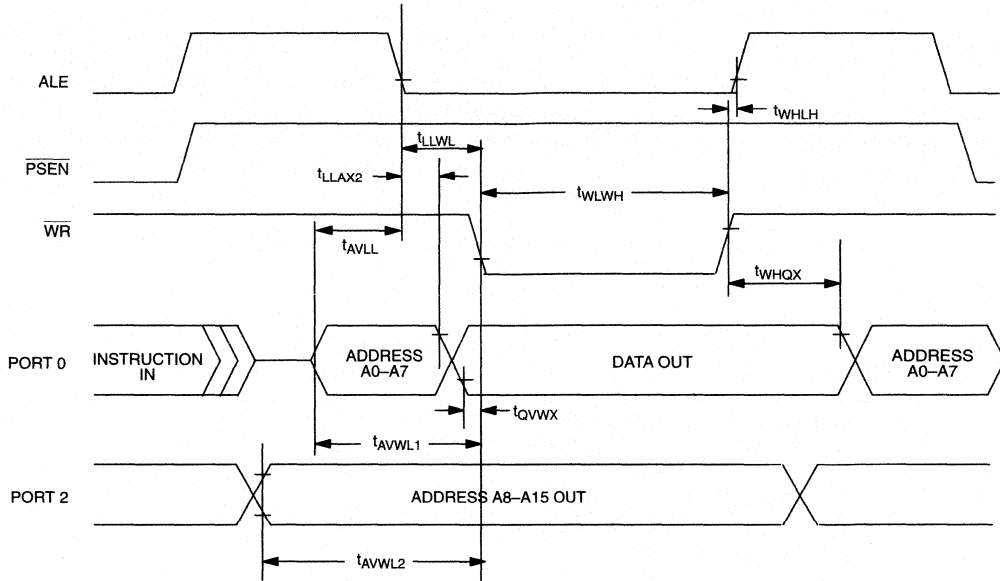 ALE
tWHLH
tLLWL
PSEN
tLLAX2
tWLWH
WR
tAVLL
tWHQX
PORT 0
INSTRUCTION
IN
ADDRESS
A0–A7
DATA OUT
ADDRESS
A0–A7
tQVWX
tAVWL1
PORT 2
ADDRESS A8–A15 OUT
tAVWL2